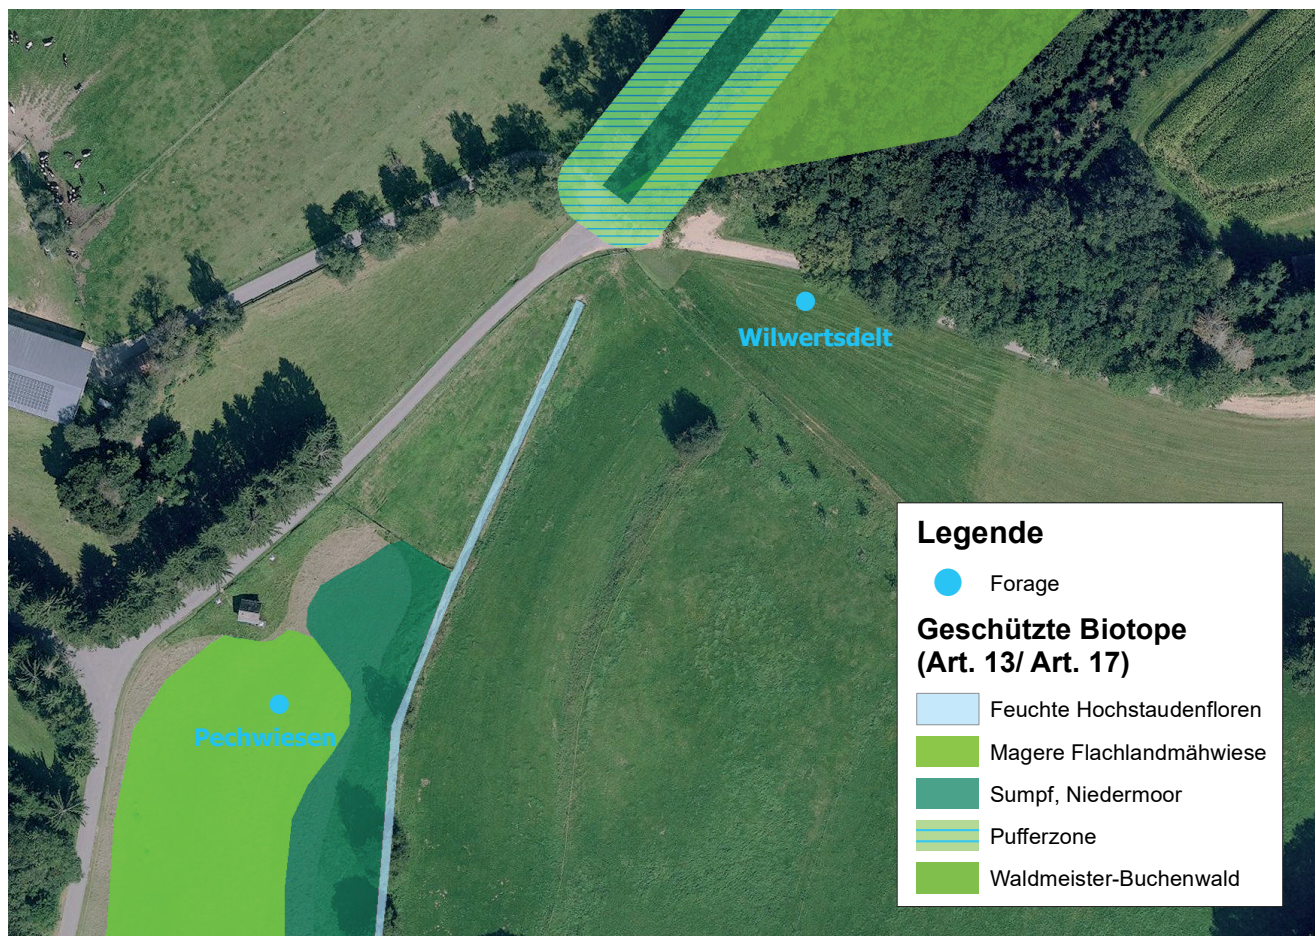 Wilwertsdelt
Pechwiesen
Legende
Forage
Geschützte Biotope
(Art. 13/ Art. 17)
Feuchte Hochstaudenfloren
Magere Flachlandmähwiese
Sumpf, Niedermoor
Pufferzone
Waldmeister-Buchenwald